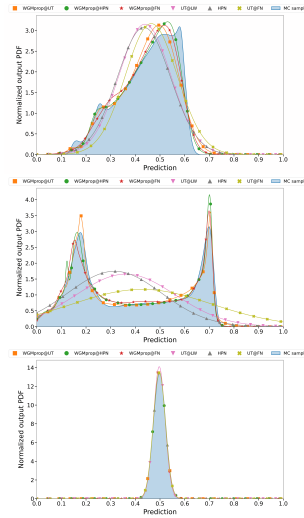 WGMprop@UT WGMprop@HPN WGMprop@FN UT@LW HPN UT@FN MC sampl
Normalized output PDF
3.0
2.5
2.0
1.5
1.0
0.5
0.0
0.0 0.1 0.2 0.3 0.4 0.5 0.6 0.7 0.8 0.9 1.0
Prediction
WGMprop@UT WGMprop@HPN WGMprop@FN UT@LW HPN UT@FN MC sampl
Normalized output PDF
4.0
3.5
3.0
2.5
2.0
1.5
1.0
0.5
0.0
0.0 0.1 0.2 0.3 0.4 0.5 0.6 0.7 0.8 0.9 1.0
Prediction
WGMprop@UT WGMprop@HPN WGMprop@FN UT@LW HPN UT@FN MC sampl
Normalized output PDF
14
12
10
8
6
4
2
0
0.0 0.1 0.2 0.3 0.4 0.5 0.6 0.7 0.8 0.9 1.0
Prediction